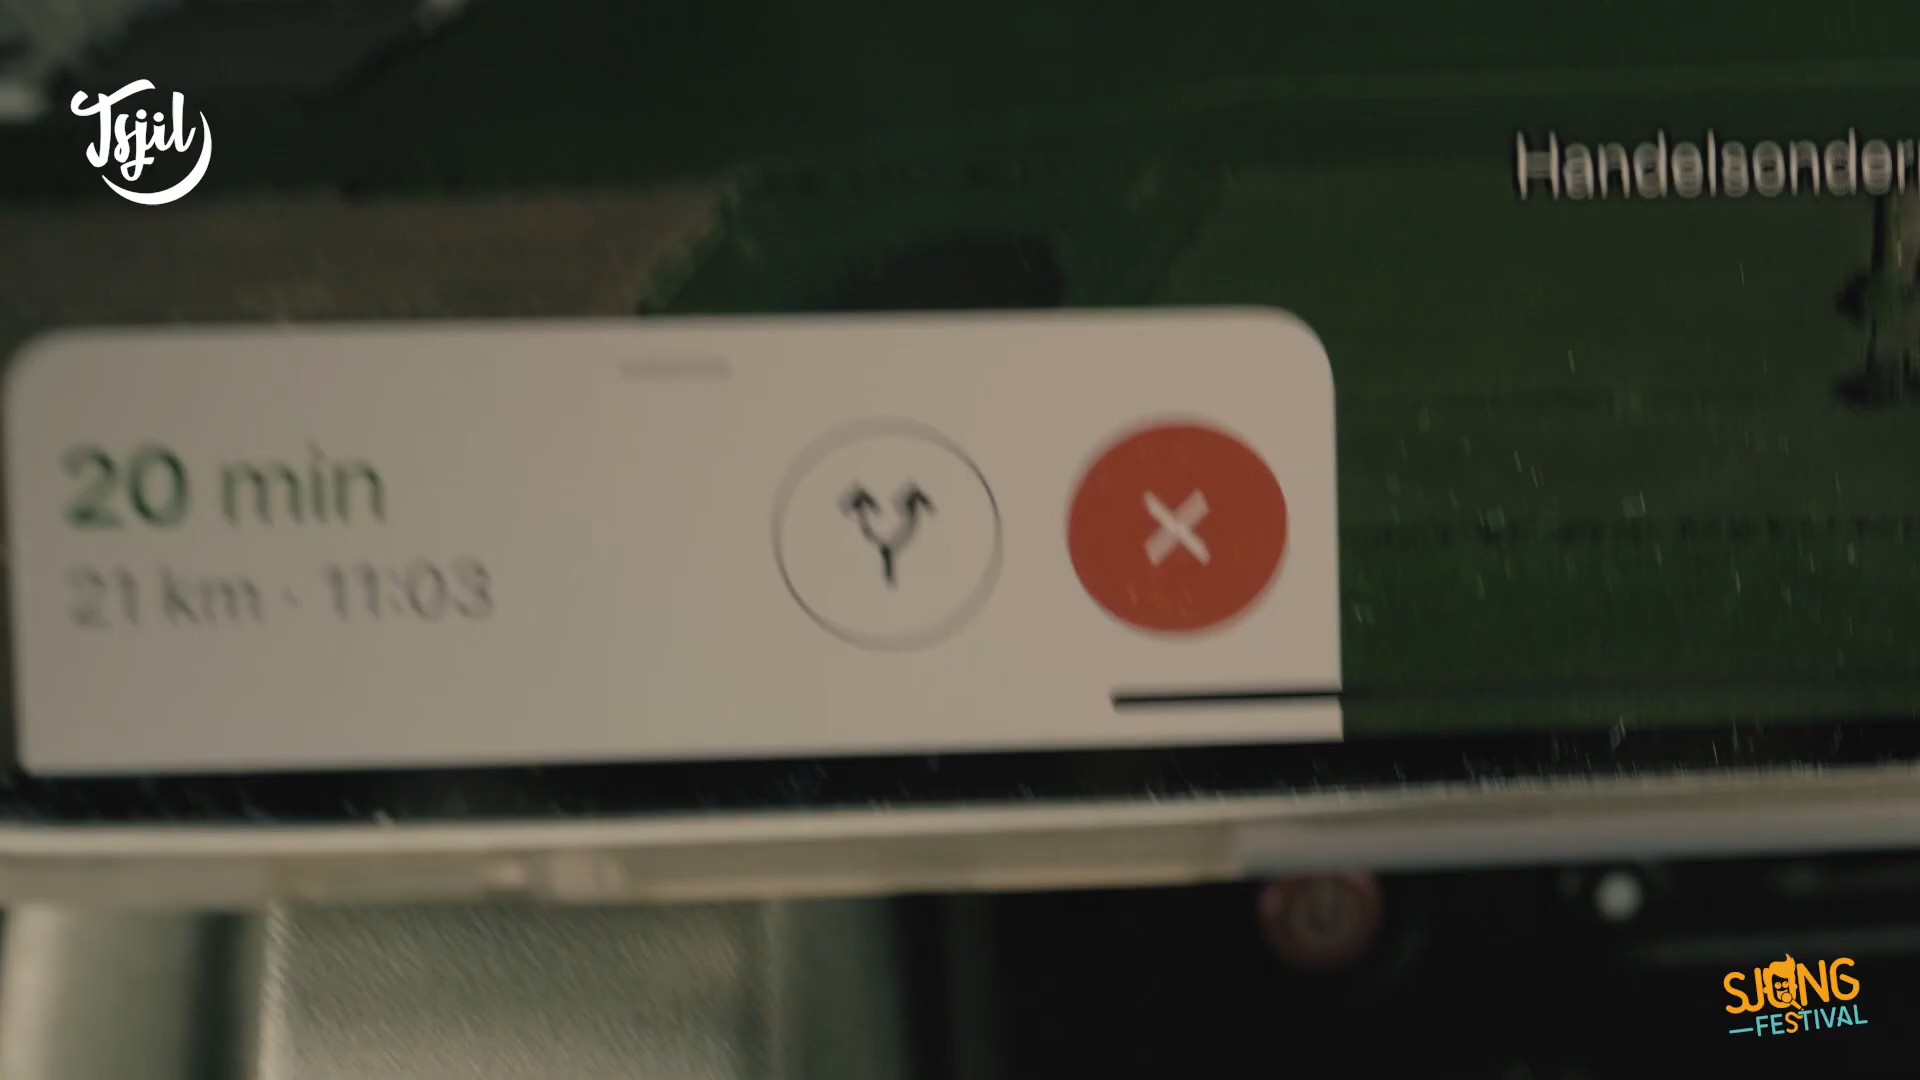 Tsjil
Handelsonder
20 min
21 km · 11:03
SJONG
FESTIVAL